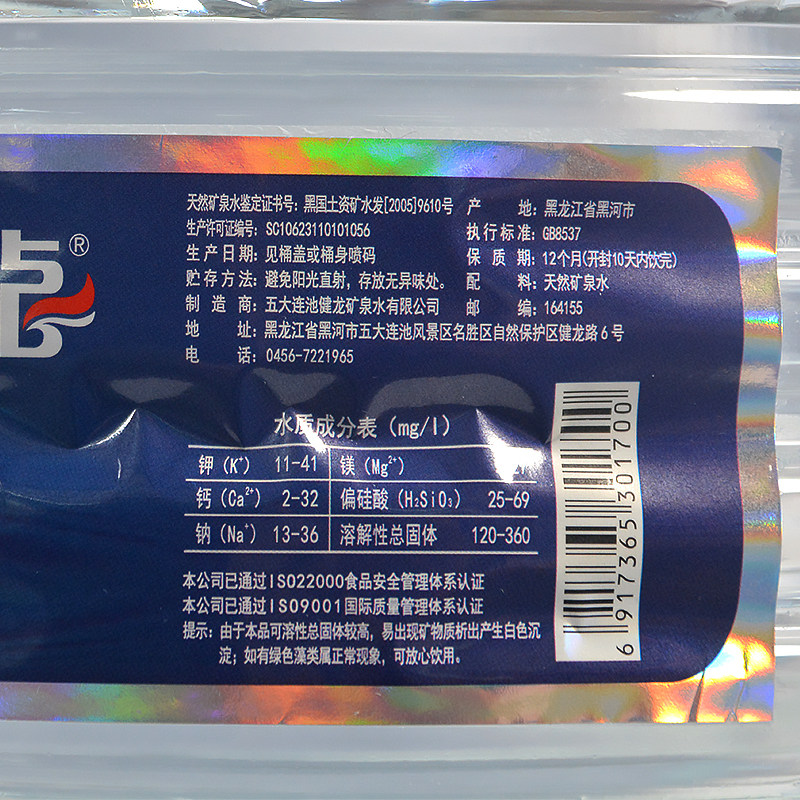 ®
天然矿泉水鉴定证书号：黑国土资矿水发[2005]9610号 产 地：黑龙江省黑河市
生产许可证编号：SC10623110101056 执行标准：GB8537
生产日期：见桶盖或桶身喷码 保质期：12个月(开封10天内饮完)
贮存方法：避免阳光直射，存放无异味处。 配 料：天然矿泉水
制造商：五大连池健龙矿泉水有限公司 邮 编：164155
地 址：黑龙江省黑河市五大连池风景区名胜区自然保护区健龙路6号
电 话：0456-7221965
水质成分表（mg/l）
钾（K⁺） 11-41 镁（Mg²⁺）
钙（Ca²⁺） 2-32 偏硅酸（H₂SiO₃） 25-69
钠（Na⁺） 13-36 溶解性总固体 120-360
本公司已通过ISO22000食品安全管理体系认证
本公司已通过ISO9001国际质量管理体系认证
提示：由于本品可溶性总固体较高，易出现矿物质析出产生白色沉
淀；如有绿色藻类属正常现象，可放心饮用。
6 917365 301700